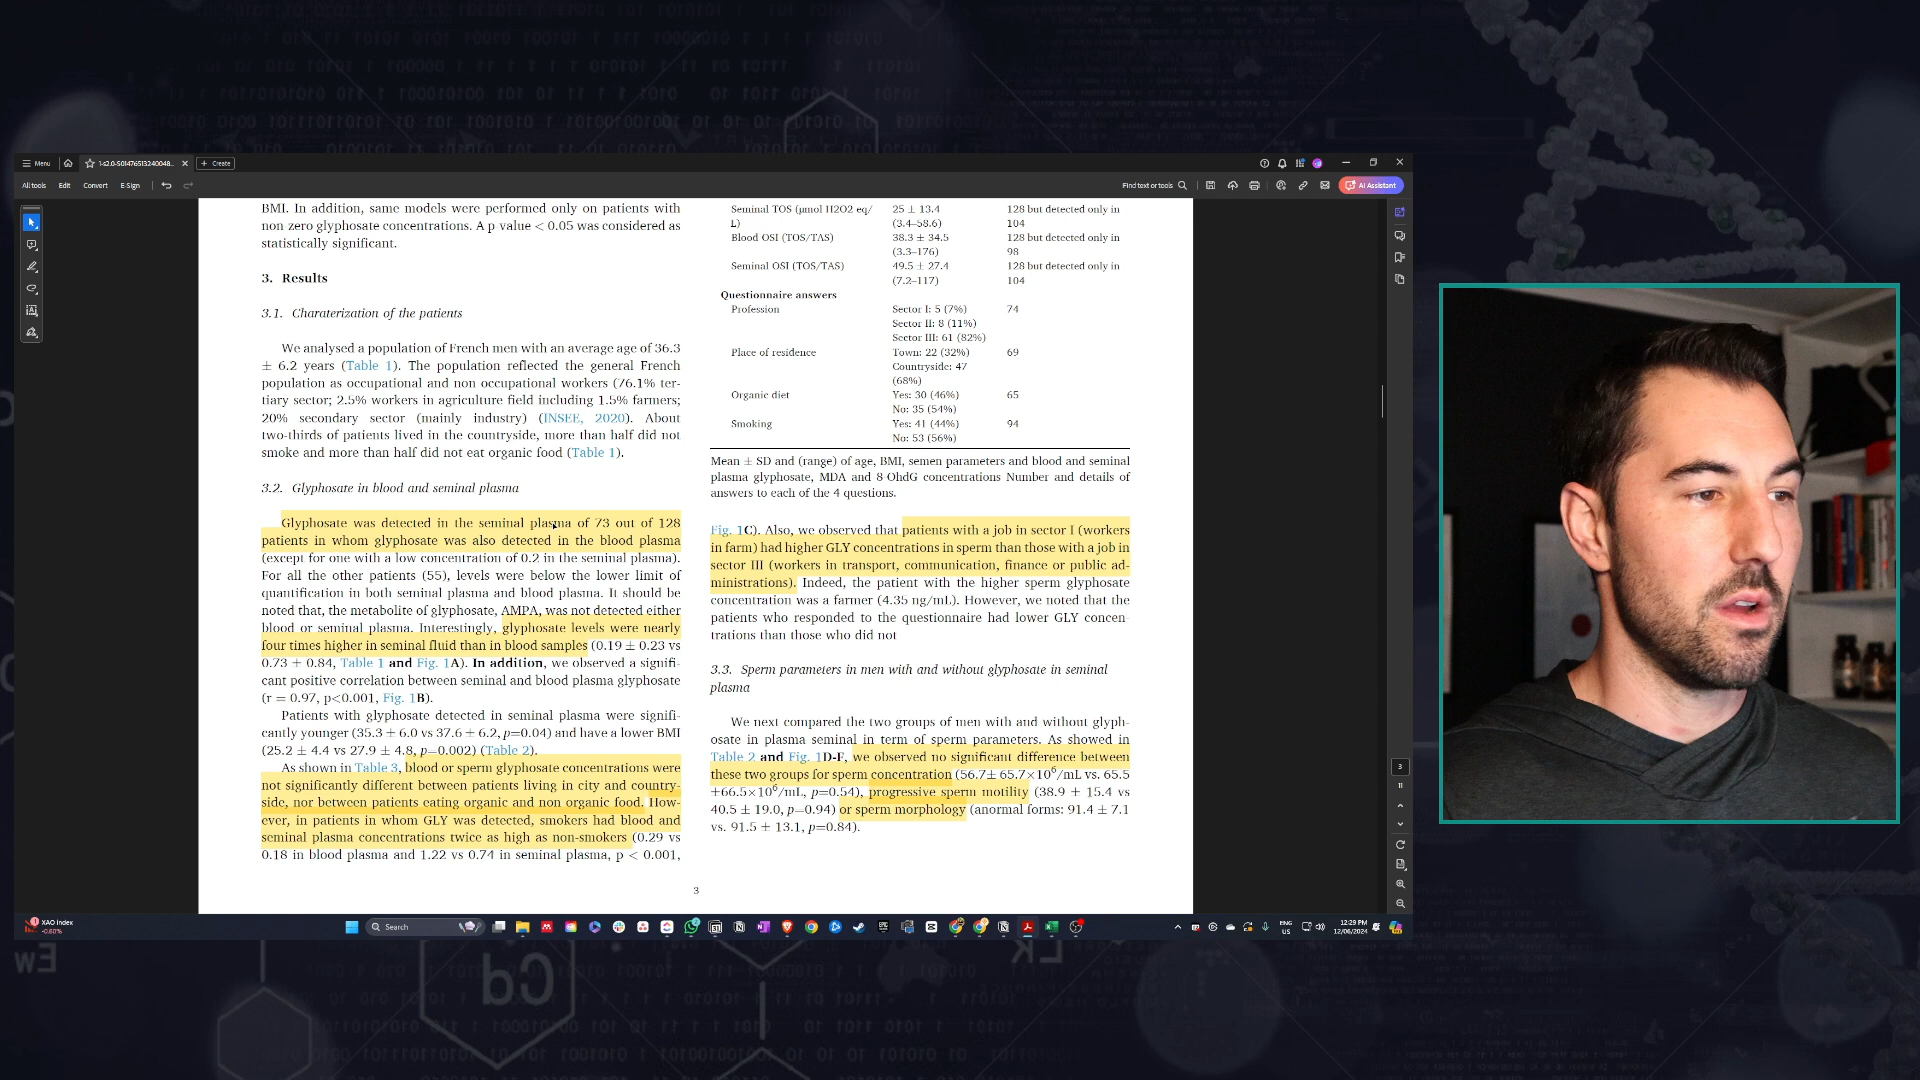 Menu
1-s2.0-S01476513240048...
+ Create
All tools
Edit
Convert
E-Sign
Find text or tools
AI Assistant
BMI. In addition, same models were performed only on patients with
non zero glyphosate concentrations. A p value < 0.05 was considered as
statistically significant.
3. Results
3.1. Charaterization of the patients
We analysed a population of French men with an average age of 36.3
± 6.2 years (Table 1). The population reflected the general French
population as occupational and non occupational workers (76.1% ter-
tiary sector; 2.5% workers in agriculture field including 1.5% farmers;
20% secondary sector (mainly industry) (INSEE, 2020). About
two-thirds of patients lived in the countryside, more than half did not
smoke and more than half did not eat organic food (Table 1).
3.2. Glyphosate in blood and seminal plasma
Glyphosate was detected in the seminal plasma of 73 out of 128
patients in whom glyphosate was also detected in the blood plasma
(except for one with a low concentration of 0.2 in the seminal plasma).
For all the other patients (55), levels were below the lower limit of
quantification in both seminal plasma and blood plasma. It should be
noted that, the metabolite of glyphosate, AMPA, was not detected either
blood or seminal plasma. Interestingly, glyphosate levels were nearly
four times higher in seminal fluid than in blood samples (0.19 ± 0.23 vs
0.73 ± 0.84, Table 1 and Fig. 1A). In addition, we observed a signifi-
cant positive correlation between seminal and blood plasma glyphosate
(r = 0.97, p<0.001, Fig. 1B).
Patients with glyphosate detected in seminal plasma were signifi-
cantly younger (35.3 ± 6.0 vs 37.6 ± 6.2, p=0.04) and have a lower BMI
(25.2 ± 4.4 vs 27.9 ± 4.8, p=0.002) (Table 2).
As shown in Table 3, blood or sperm glyphosate concentrations were
not significantly different between patients living in city and country-
side, nor between patients eating organic and non organic food. How-
ever, in patients in whom GLY was detected, smokers had blood and
seminal plasma concentrations twice as high as non-smokers (0.29 vs
0.18 in blood plasma and 1.22 vs 0.74 in seminal plasma, p < 0.001,
Seminal TOS (µmol H2O2 eq/ 25 ± 13.4 128 but detected only in
L) (3.4–58.6) 104
Blood OSI (TOS/TAS) 38.3 ± 34.5 128 but detected only in
(3.3–176) 98
Seminal OSI (TOS/TAS) 49.5 ± 27.4 128 but detected only in
(7.2–117) 104
Questionnaire answers
Profession Sector I: 5 (7%) 74
Sector II: 8 (11%)
Sector III: 61 (82%)
Place of residence Town: 22 (32%) 69
Countryside: 47
(68%)
Organic diet Yes: 30 (46%) 65
No: 35 (54%)
Smoking Yes: 41 (44%) 94
No: 53 (56%)
Mean ± SD and (range) of age, BMI, semen parameters and blood and seminal
plasma glyphosate, MDA and 8-OhdG concentrations Number and details of
answers to each of the 4 questions.
Fig. 1C). Also, we observed that patients with a job in sector I (workers
in farm) had higher GLY concentrations in sperm than those with a job in
sector III (workers in transport, communication, finance or public ad-
ministrations). Indeed, the patient with the higher sperm glyphosate
concentration was a farmer (4.35 ng/mL). However, we noted that the
patients who responded to the questionnaire had lower GLY concen-
trations than those who did not
3.3. Sperm parameters in men with and without glyphosate in seminal
plasma
We next compared the two groups of men with and without glyph-
osate in plasma seminal in term of sperm parameters. As showed in
Table 2 and Fig. 1D-F, we observed no significant difference between
these two groups for sperm concentration (56.7± 65.7×10⁶/mL vs. 65.5
±66.5×10⁶/mL, p=0.54), progressive sperm motility (38.9 ± 15.4 vs
40.5 ± 19.0, p=0.94) or sperm morphology (anormal forms: 91.4 ± 7.1
vs. 91.5 ± 13.1, p=0.84).
3
3
11
XAO index
-0.60%
Search
ENG
US
12:29 PM
12/06/2024
Cd